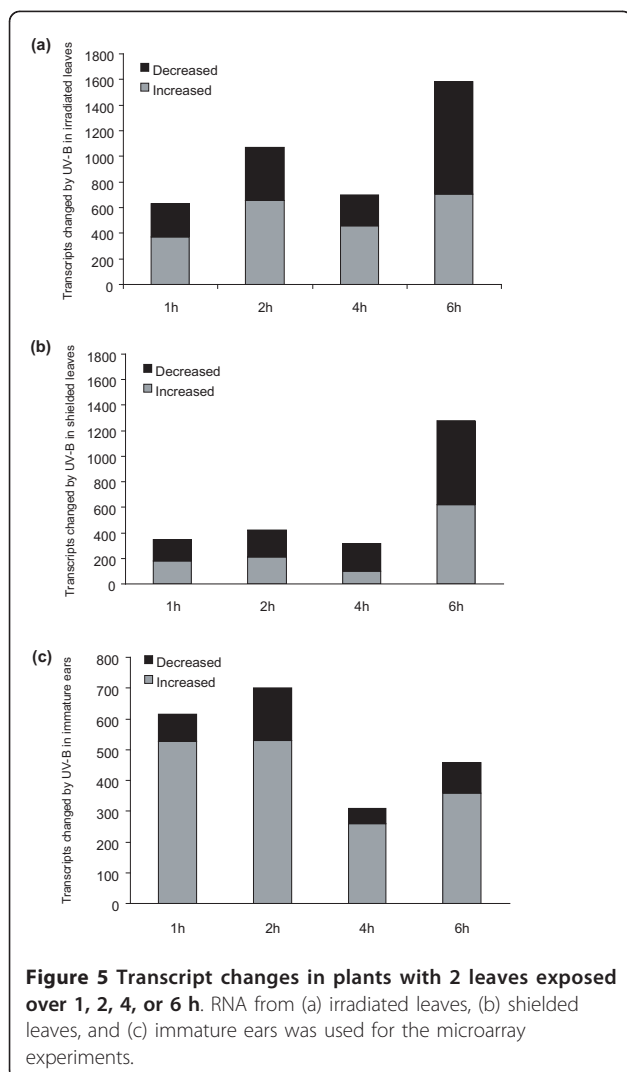 (a)
Transcripts changed by UV-B in irradiated leaves
1800
1600
1400
1200
1000
800
600
400
200
0
Decreased
Increased
1h 2h 4h 6h
(b)
Transcripts changed by UV-B in shielded leaves
1800
1600
1400
1200
1000
800
600
400
200
0
Decreased
Increased
1h 2h 4h 6h
(c)
Transcripts changed by UV-B in immature ears
800
700
600
500
400
300
200
100
0
Decreased
Increased
1h 2h 4h 6h
Figure 5 Transcript changes in plants with 2 leaves exposed
over 1, 2, 4, or 6 h. RNA from (a) irradiated leaves, (b) shielded
leaves, and (c) immature ears was used for the microarray
experiments.